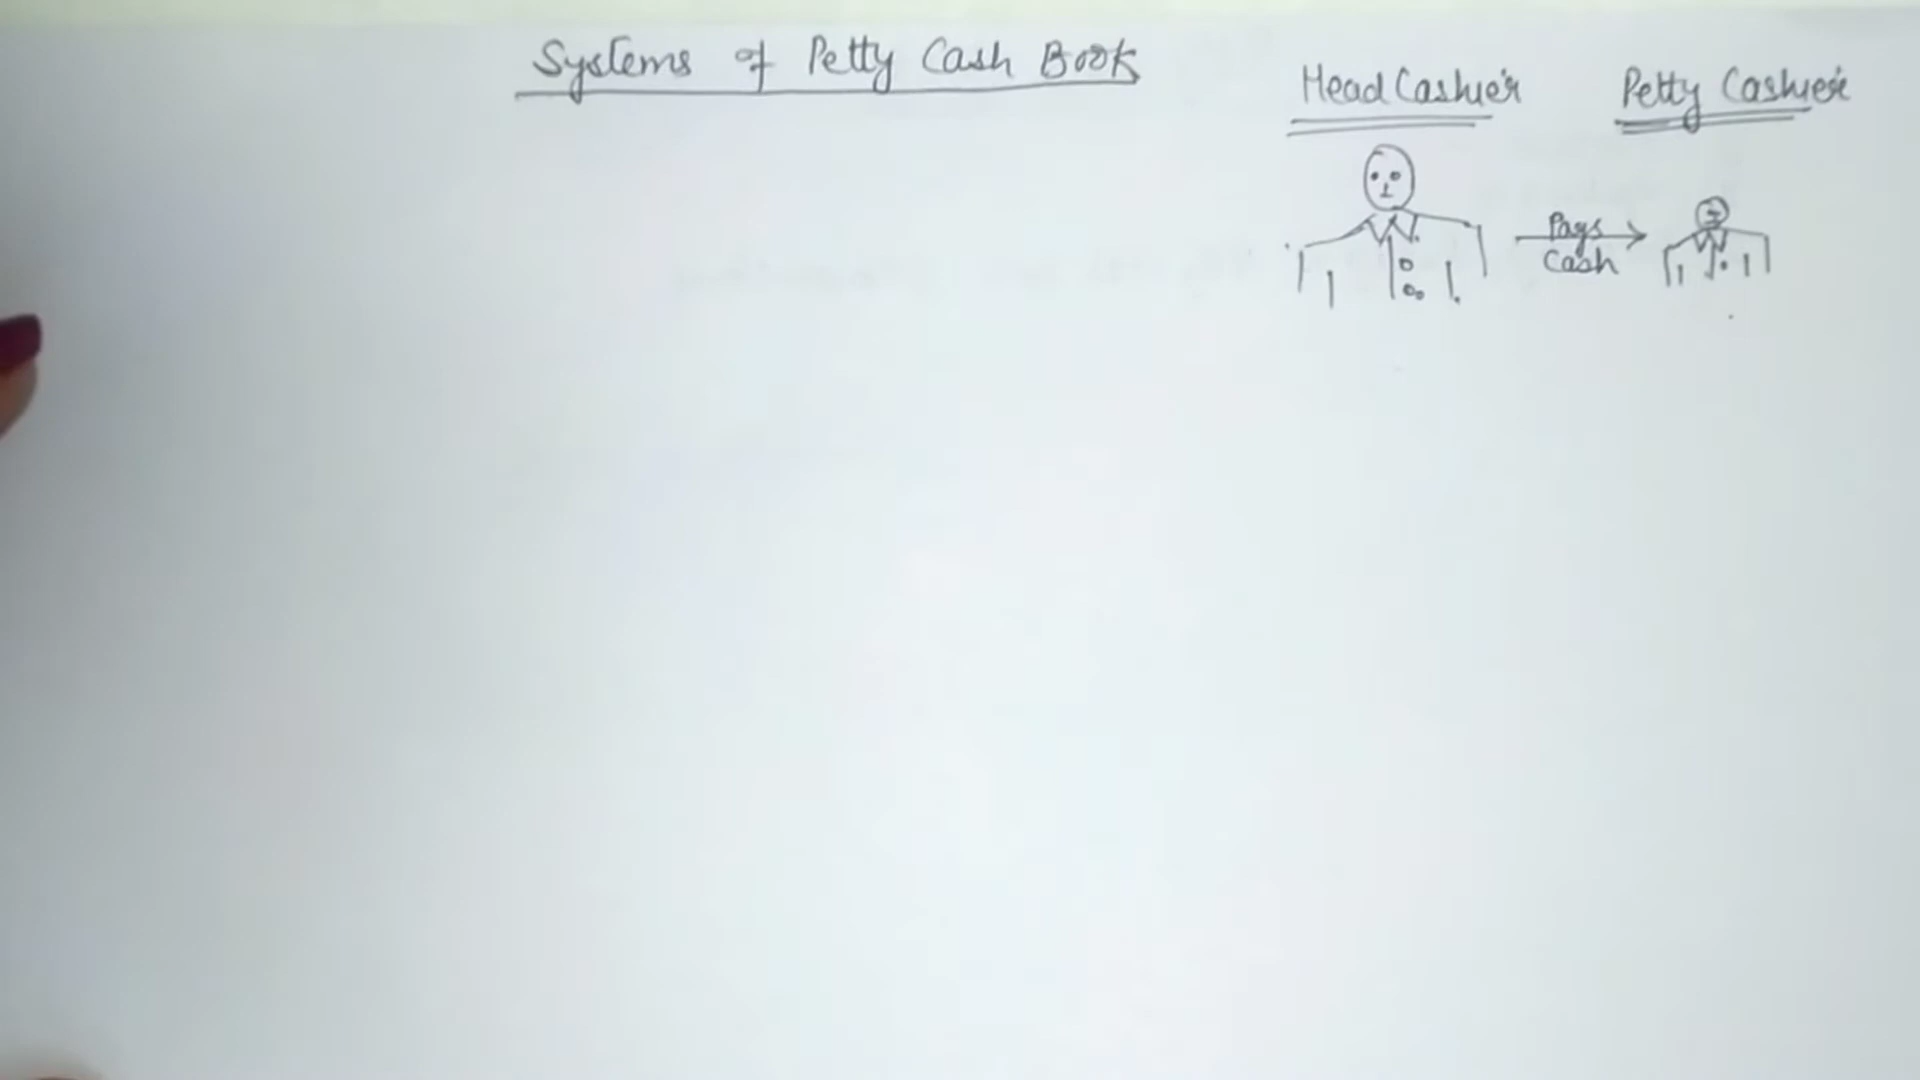 Systems of Petty Cash Book
Head Cashier
Petty Cashier
Pays
Cash